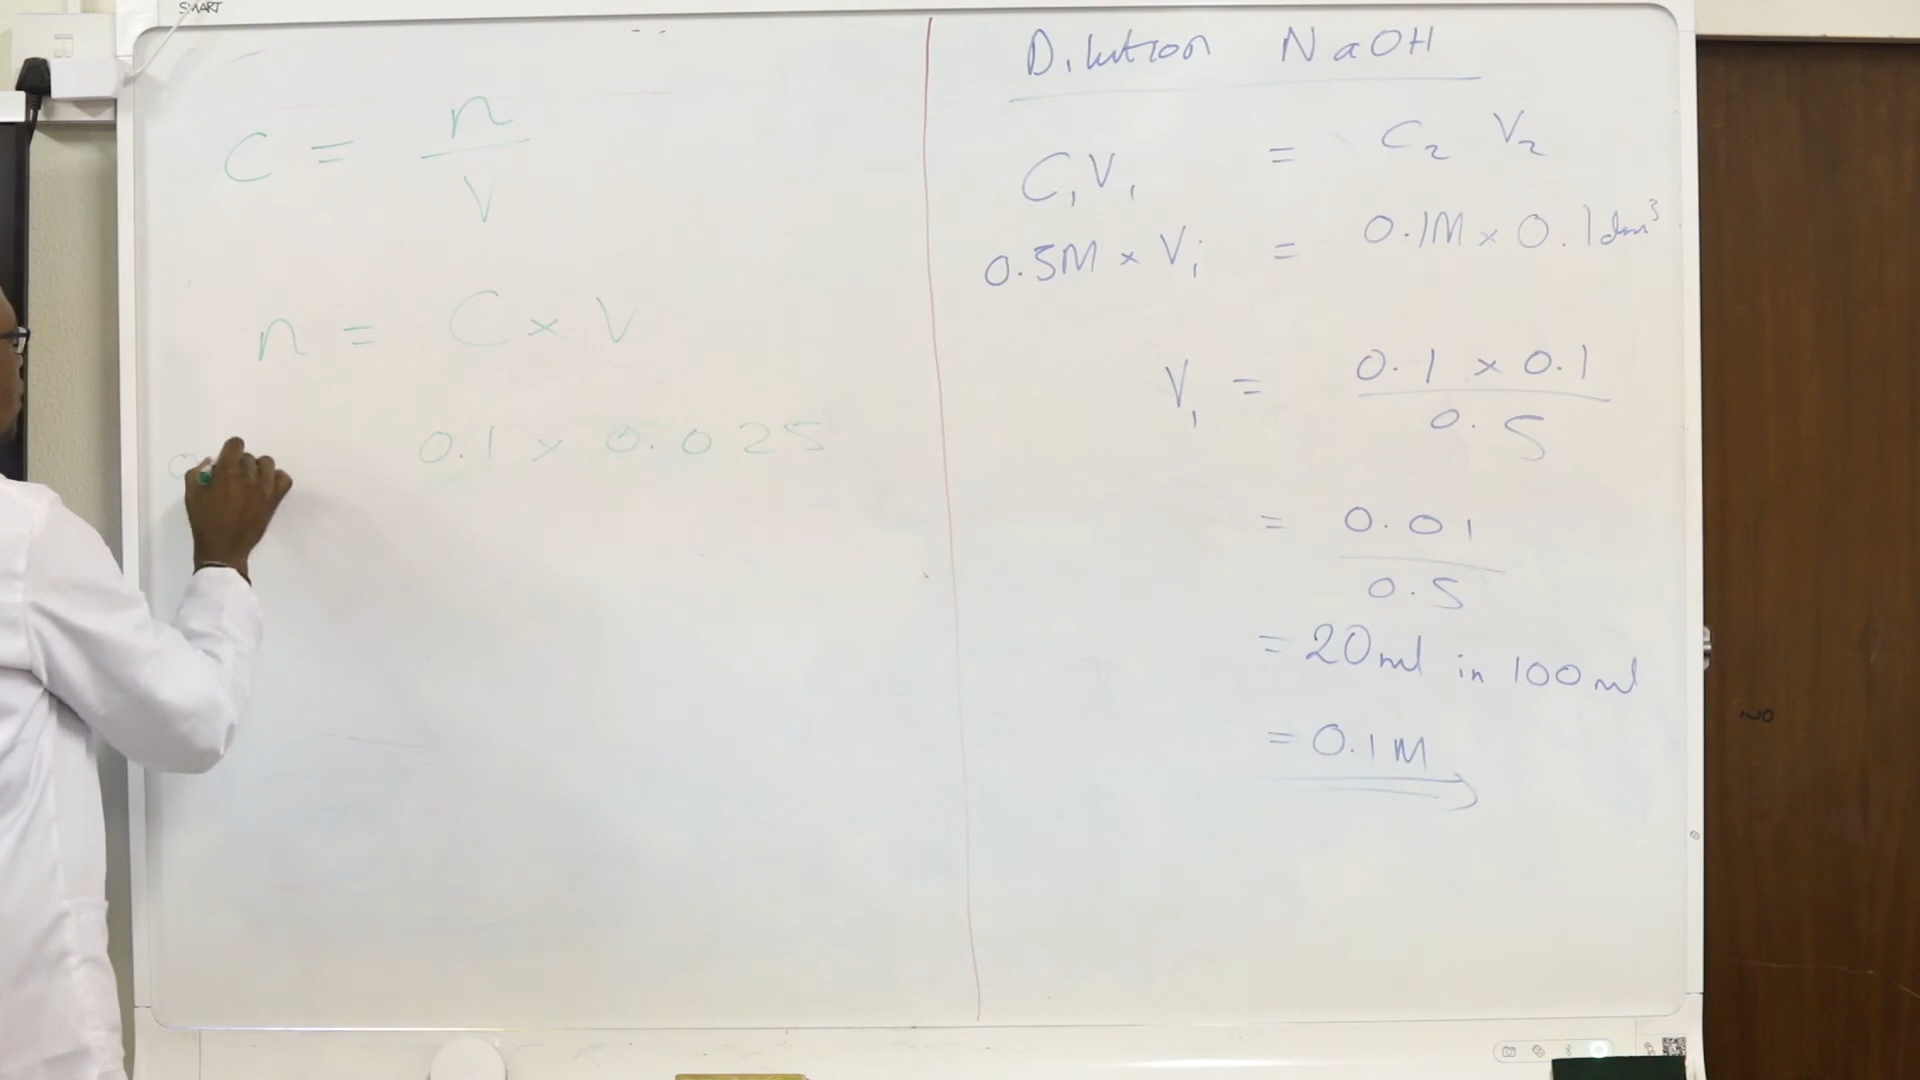 SMART
C = n / V
n = C × V
0.1 × 0.025
Dilution NaOH
C₁V₁ = C₂ V₂
0.5M × V₁ = 0.1M × 0.1dm³
V₁ = 0.1 × 0.1 / 0.5
= 0.01 / 0.5
= 20ml in 100ml
= 0.1M